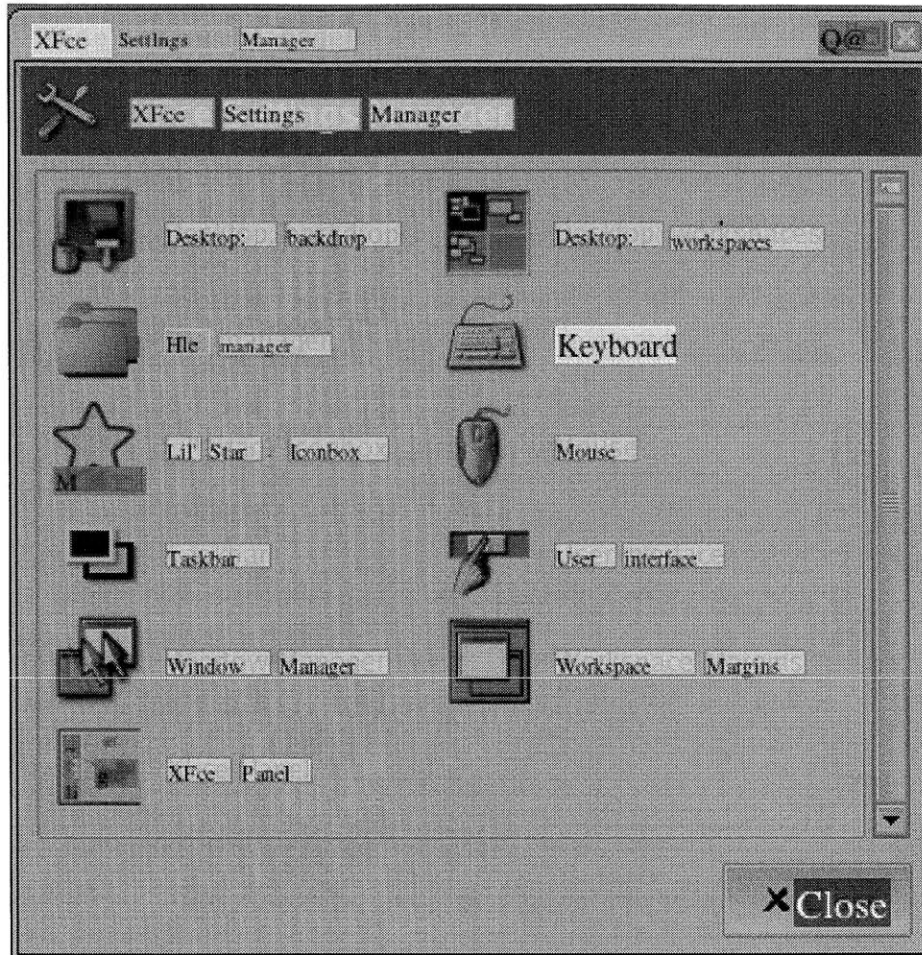 XFce Settings Manager Q@
XFce Settings Manager
Desktop: backdrop Desktop: workspaces
Hle manager Keyboard
Lil' Star - Iconbox Mouse
M
Taskbar User interface
Window Manager Workspace Margins
XFce Panel
Close